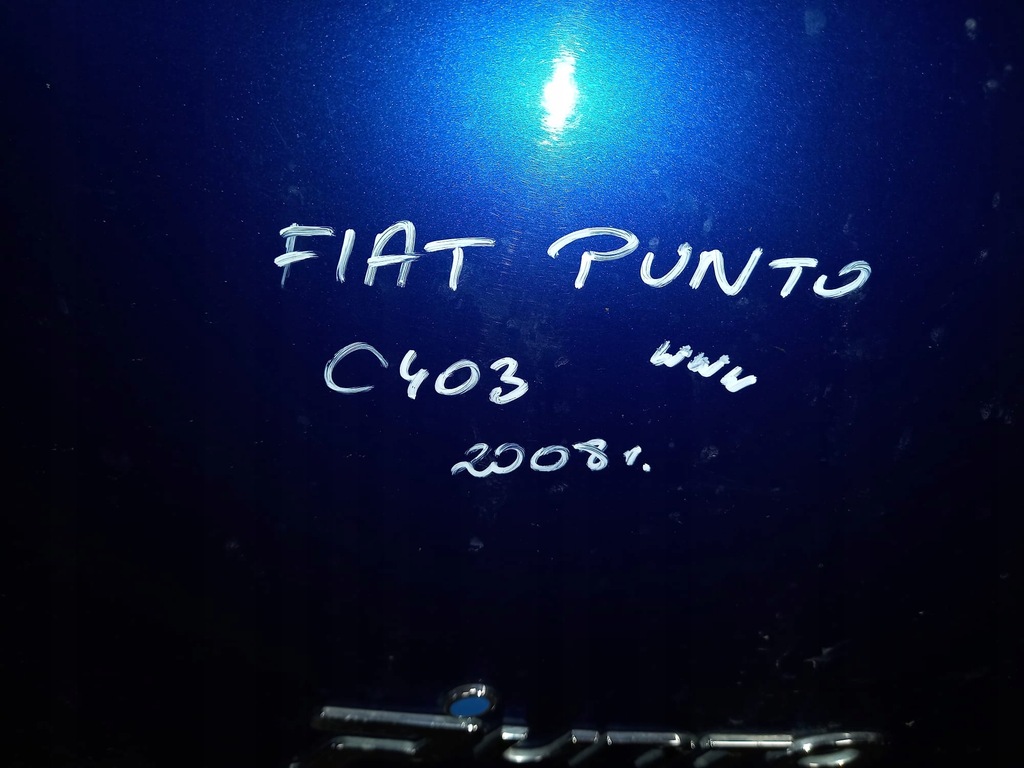 FIAT PUNTO
C403
2008r.